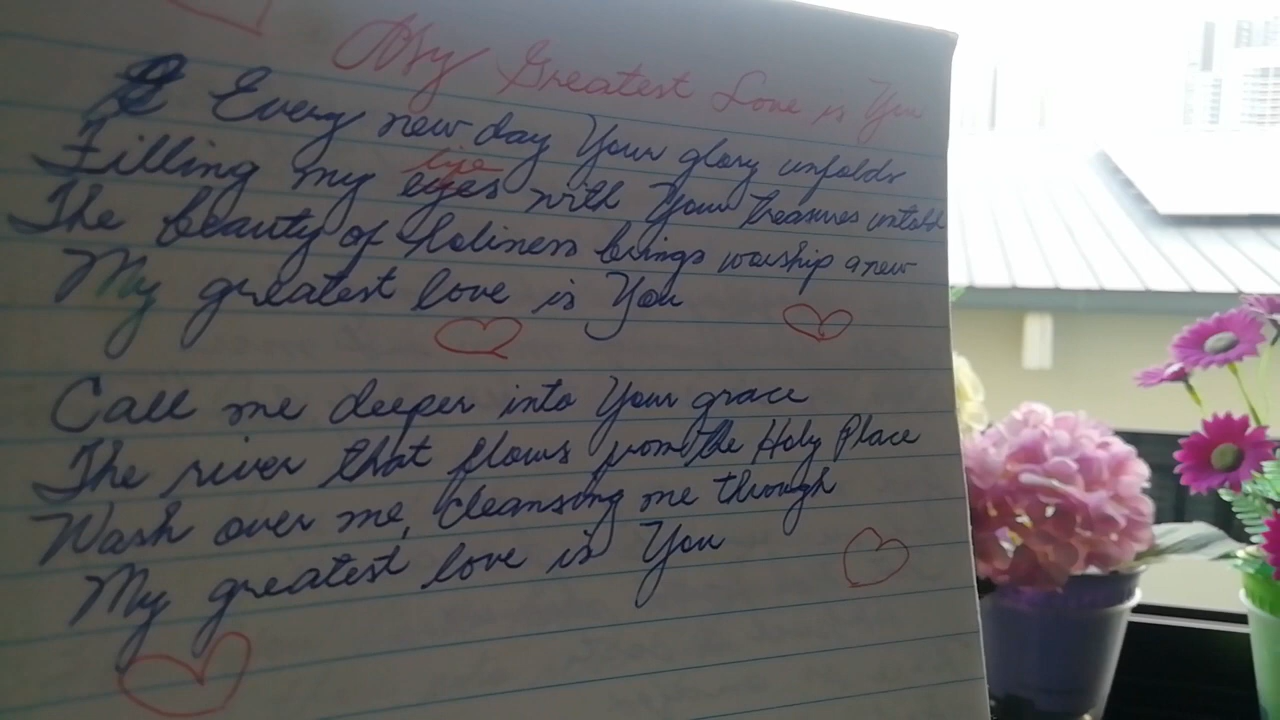 My Greatest Love is You
Every new day Your glory unfolds
life
Filling my eyes with Your treasures untold
The beauty of Holiness brings worship anew
My greatest love is You
Call me deeper into Your grace
The river that flows from the Holy Place
Wash over me, cleansing me through
My greatest love is You